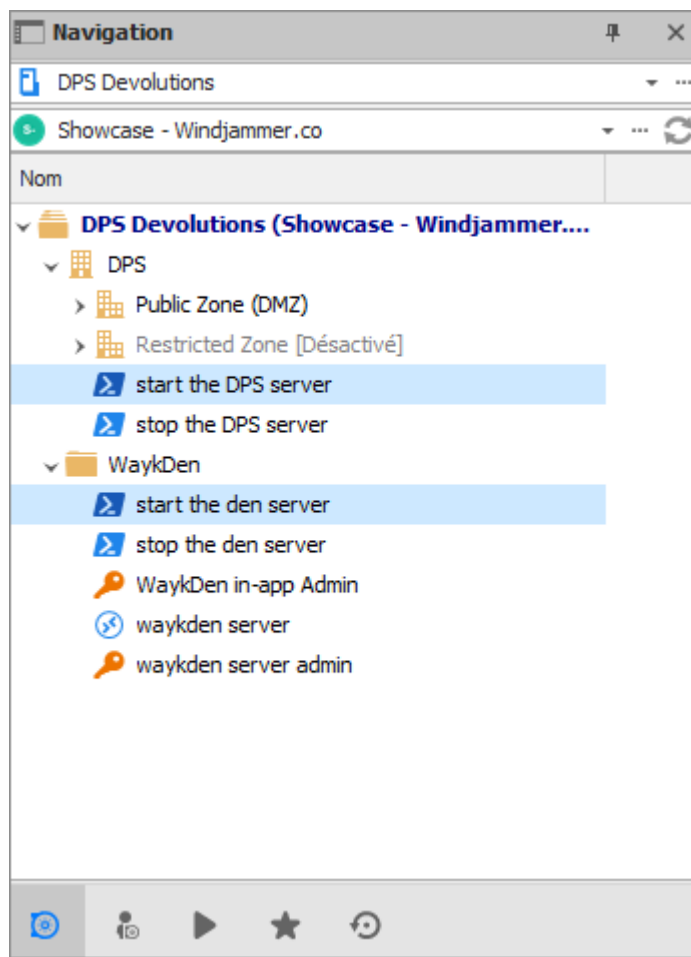 Navigation
DPS Devolutions
S-
Showcase - Windjammer.co
Nom
DPS Devolutions (Showcase - Windjammer....
DPS
Public Zone (DMZ)
Restricted Zone [Désactivé]
start the DPS server
stop the DPS server
WaykDen
start the den server
stop the den server
WaykDen in-app Admin
waykden server
waykden server admin